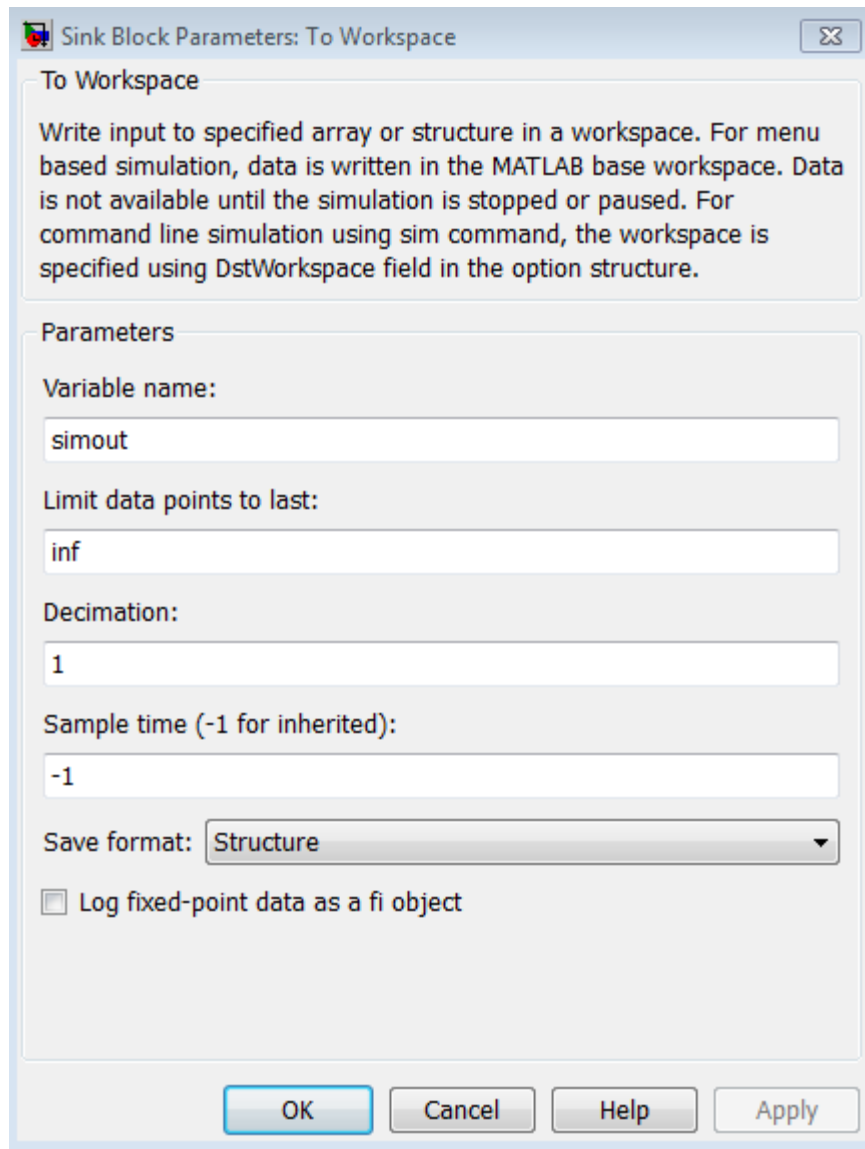 Sink Block Parameters: To Workspace
To Workspace
Write input to specified array or structure in a workspace. For menu
based simulation, data is written in the MATLAB base workspace. Data
is not available until the simulation is stopped or paused. For
command line simulation using sim command, the workspace is
specified using DstWorkspace field in the option structure.
Parameters
Variable name:
simout
Limit data points to last:
inf
Decimation:
1
Sample time (-1 for inherited):
-1
Save format: Structure
Log fixed-point data as a fi object
OK Cancel Help Apply